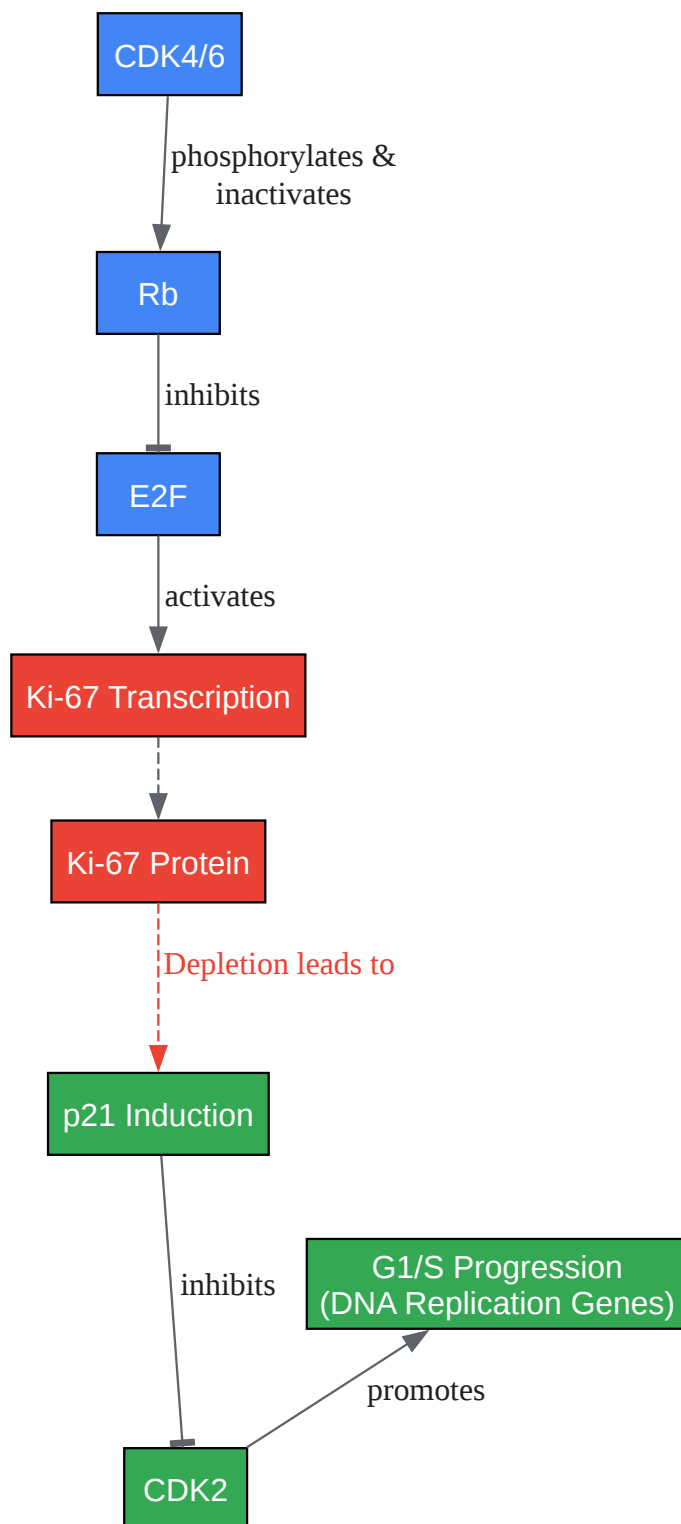 CDK4/6
phosphorylates &
inactivates
Rb
inhibits
E2F
activates
Ki-67 Transcription
Ki-67 Protein
Depletion leads to
p21 Induction
inhibits
G1/S Progression
(DNA Replication Genes)
promotes
CDK2